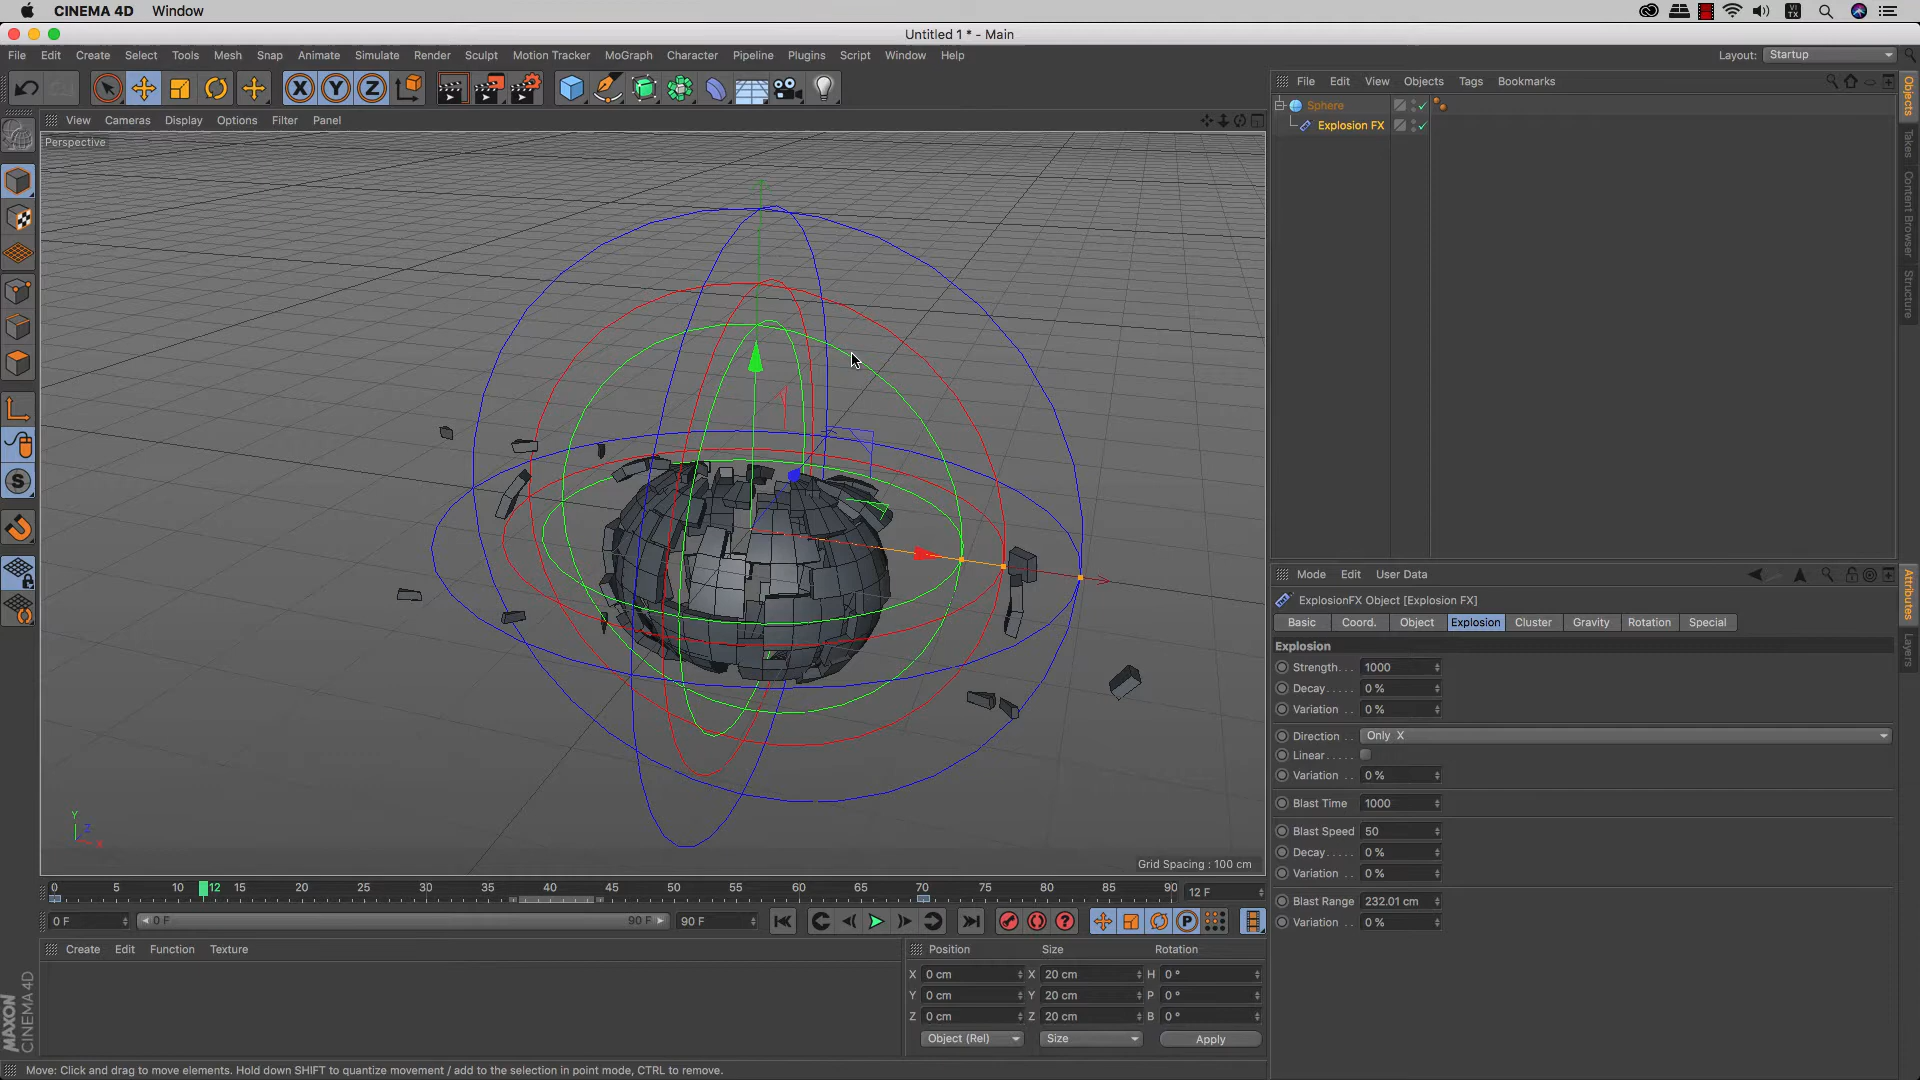 CINEMA 4D Window
Untitled 1 * - Main
File Edit Create Select Tools Mesh Snap Animate Simulate Render Sculpt Motion Tracker MoGraph Character Pipeline Plugins Script Window Help
Layout: Startup
View Cameras Display Options Filter Panel
File Edit View Objects Tags Bookmarks
Perspective
Sphere
Explosion FX
Objects
Takes
Content Browser
Structure
Mode Edit User Data
ExplosionFX Object [Explosion FX]
Basic Coord. Object Explosion Cluster Gravity Rotation Special
Attributes
Layers
Explosion
Strength. . . 1000
Decay. . . . . 0 %
Variation . . 0 %
Direction . . Only X
Linear. . . . .
Variation . . 0 %
Blast Time 1000
Blast Speed 50
Decay. . . . . 0 %
Variation . . 0 %
Blast Range 232.01 cm
Variation . . 0 %
Y
Z
X
Grid Spacing : 100 cm
0 5 10 12 15 20 25 30 35 40 45 50 55 60 65 70 75 80 85 90 12 F
0 F 0 F 90 F 90 F
Create Edit Function Texture
Position Size Rotation
X 0 cm X 20 cm H 0 °
Y 0 cm Y 20 cm P 0 °
Z 0 cm Z 20 cm B 0 °
Object (Rel) Size Apply
MAXON
CINEMA 4D
Move: Click and drag to move elements. Hold down SHIFT to quantize movement / add to the selection in point mode, CTRL to remove.